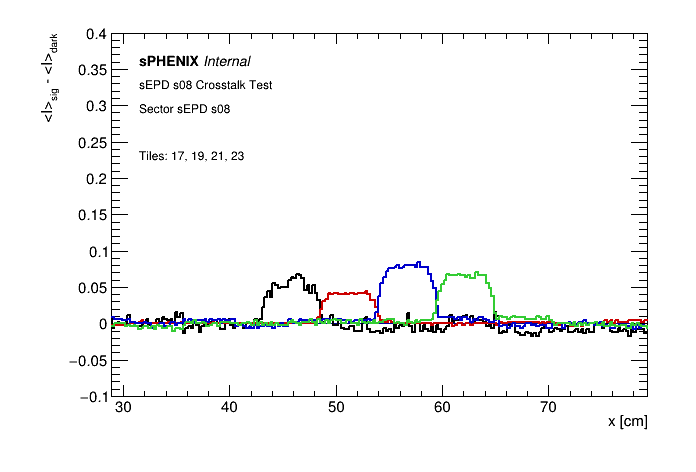 <I>sig - <I>dark
0.4
0.35
0.3
0.25
0.2
0.15
0.1
0.05
0
−0.05
−0.1
sPHENIX Internal
sEPD s08 Crosstalk Test
Sector sEPD s08
Tiles: 17, 19, 21, 23
30 40 50 60 70
x [cm]